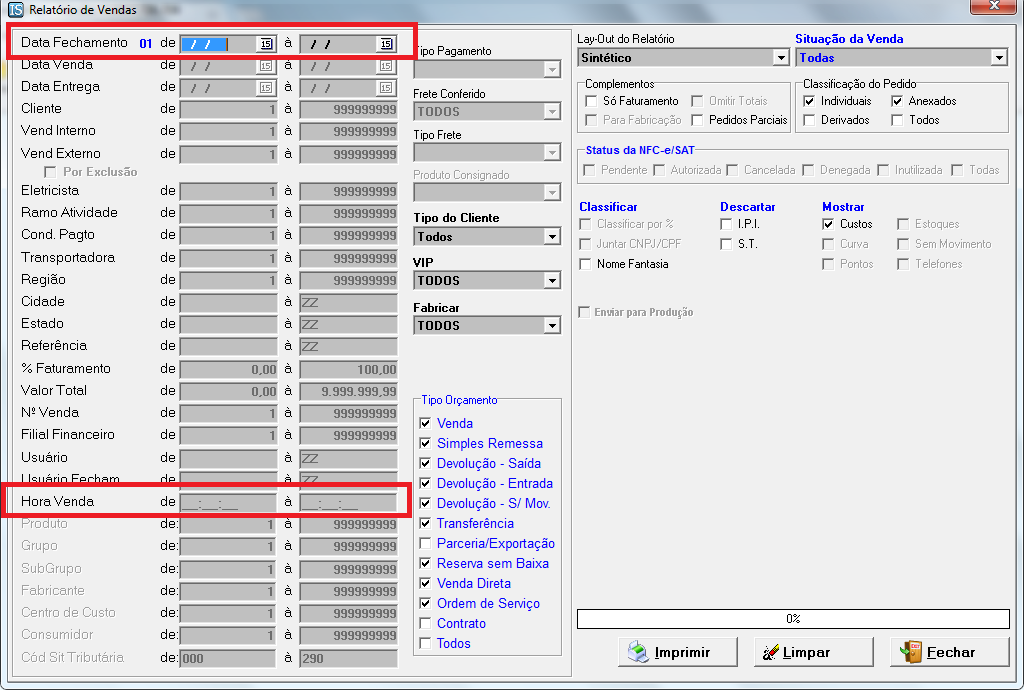 IS Relatório de Vendas
Data Fechamento 01 de / / 15 à / / 15
Data Venda de / / 15 à / / 15
Data Entrega de / / 15 à / / 15
Cliente de 1 à 999999999
Vend Interno de 1 à 999999999
Vend Externo de 1 à 999999999
Por Exclusão
Eletricista de 1 à 999999999
Ramo Atividade de 1 à 999999999
Cond. Pagto de 1 à 999999999
Transportadora de 1 à 999999999
Região de 1 à 999999999
Cidade de à ZZ
Estado de à ZZ
Referência de à ZZ
% Faturamento de 0,00 à 100,00
Valor Total de 0,00 à 9.999.999,99
Nº Venda de 1 à 999999999
Filial Financeiro de 1 à 999999999
Usuário de à ZZ
Usuário Fecham de à ZZ
Hora Venda de __:__:__ à __:__:__
Produto de: 1 à 999999999
Grupo de: 1 à 999999999
SubGrupo de: 1 à 999999999
Fabricante de: 1 à 999999999
Centro de Custo de: 1 à 999999999
Consumidor de: 1 à 999999999
Cód Sit Tributária de: 000 à 290
Tipo Pagamento
Frete Conferido
TODOS
Tipo Frete
Produto Consignado
Tipo do Cliente
Todos
VIP
TODOS
Fabricar
TODOS
Tipo Orçamento
Venda
Simples Remessa
Devolução - Saída
Devolução - Entrada
Devolução - S/ Mov.
Transferência
Parceria/Exportação
Reserva sem Baixa
Venda Direta
Ordem de Serviço
Contrato
Todos
Lay-Out do Relatório
Sintético
Situação da Venda
Todas
Complementos
Só Faturamento Omitir Totais
Para Fabricação Pedidos Parciais
Classificação do Pedido
Individuais Anexados
Derivados Todos
Status da NFC-e/SAT
Pendente Autorizada Cancelada Denegada Inutilizada Todas
Classificar
Classificar por %
Juntar CNPJ/CPF
Nome Fantasia
Descartar
I.P.I.
S.T.
Mostrar
Custos Estoques
Curva Sem Movimento
Pontos Telefones
Enviar para Produção
0%
Imprimir Limpar Fechar